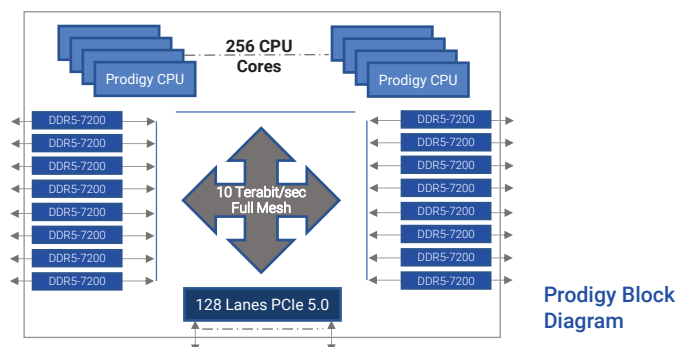 256 CPU
Cores
Prodigy CPU
Prodigy CPU
DDR5-7200
DDR5-7200
DDR5-7200
DDR5-7200
DDR5-7200
DDR5-7200
DDR5-7200
DDR5-7200
10 Terabit/sec
Full Mesh
DDR5-7200
DDR5-7200
DDR5-7200
DDR5-7200
DDR5-7200
DDR5-7200
DDR5-7200
DDR5-7200
128 Lanes PCIe 5.0
Prodigy Block
Diagram